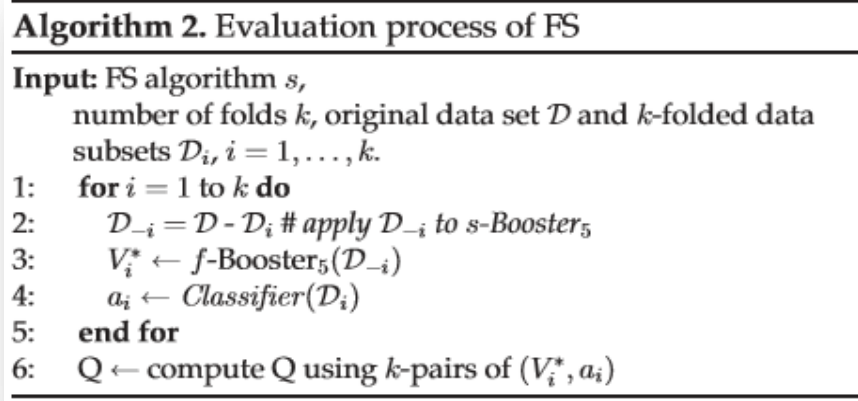 Algorithm 2. Evaluation process of FS
Input: FS algorithm s,
number of folds k, original data set 𝒟 and k-folded data
subsets 𝒟ᵢ, i = 1, . . . , k.
1: for i = 1 to k do
2: 𝒟₋ᵢ = 𝒟 - 𝒟ᵢ # apply 𝒟₋ᵢ to s-Booster₅
3: Vᵢ* ← f-Booster₅(𝒟₋ᵢ)
4: aᵢ ← Classifier(𝒟ᵢ)
5: end for
6: Q ← compute Q using k-pairs of (Vᵢ*, aᵢ)